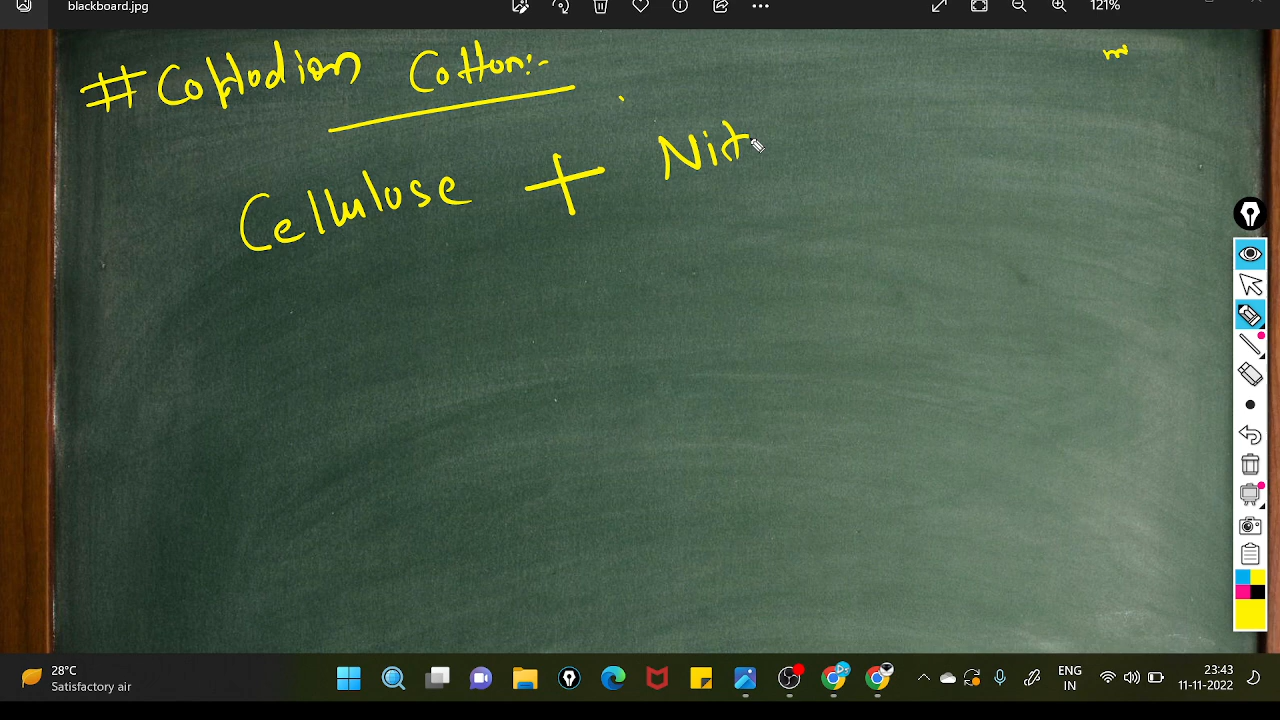 blackboard.jpg
121%
# Collodion Cotton:-
Cellulose + Nit
28°C
Satisfactory air
ENG
IN
23:43
11-11-2022